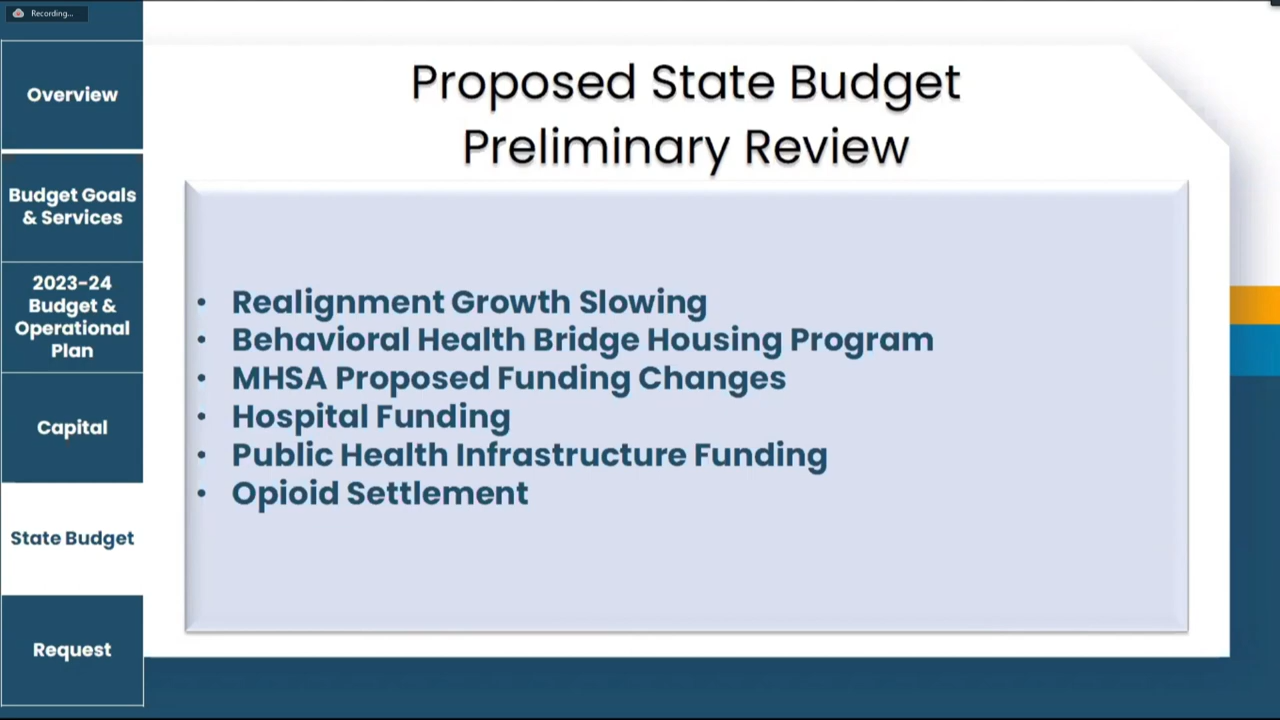 Recording...
Overview
Budget Goals
& Services
2023-24
Budget &
Operational
Plan
Capital
State Budget
Request
Proposed State Budget
Preliminary Review
• Realignment Growth Slowing
• Behavioral Health Bridge Housing Program
• MHSA Proposed Funding Changes
• Hospital Funding
• Public Health Infrastructure Funding
• Opioid Settlement